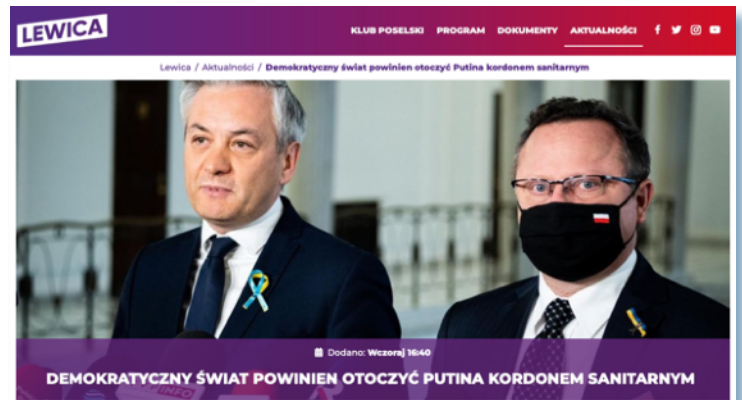 LEWICA
KLUB POSELSKI PROGRAM DOKUMENTY AKTUALNOŚCI
Lewica / Aktualności / Demokratyczny świat powinien otoczyć Putina kordonem sanitarnym
Dodano: Wczoraj 16:40
INFO
DEMOKRATYCZNY ŚWIAT POWINIEN OTOCZYĆ PUTINA KORDONEM SANITARNYM